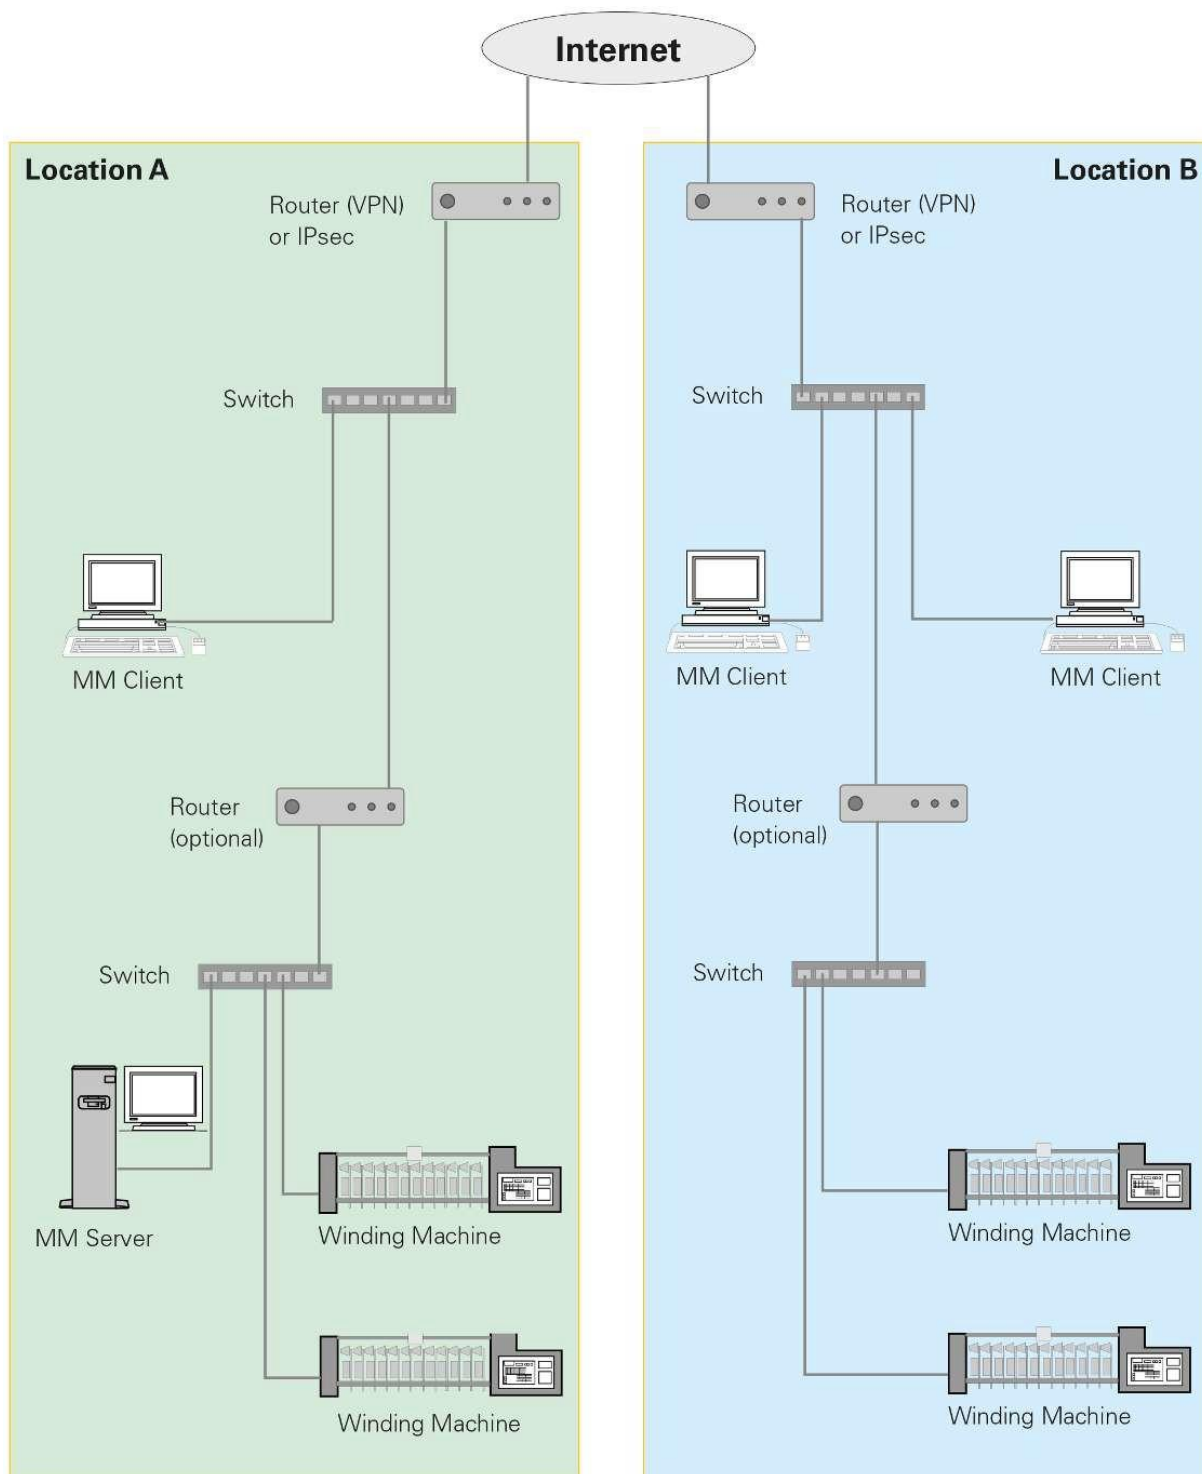 Internet
Location A
Router (VPN)
or IPsec
Switch
MM Client
Router
(optional)
Switch
MM Server
Winding Machine
Winding Machine
Location B
Router (VPN)
or IPsec
Switch
MM Client
MM Client
Router
(optional)
Switch
Winding Machine
Winding Machine